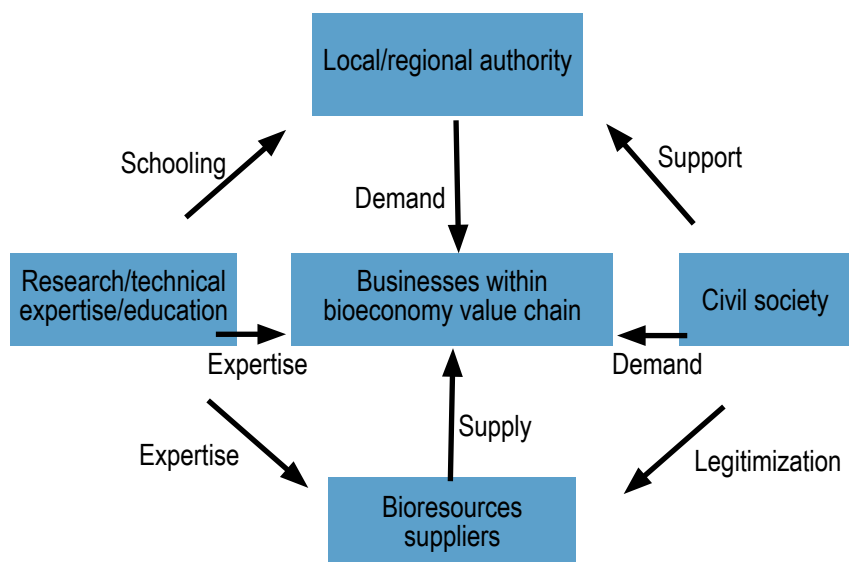 Local/regional authority
Schooling
Support
Demand
Research/technical
expertise/education
Businesses within
bioeconomy value chain
Civil society
Expertise
Demand
Supply
Expertise
Legitimization
Bioresources
suppliers